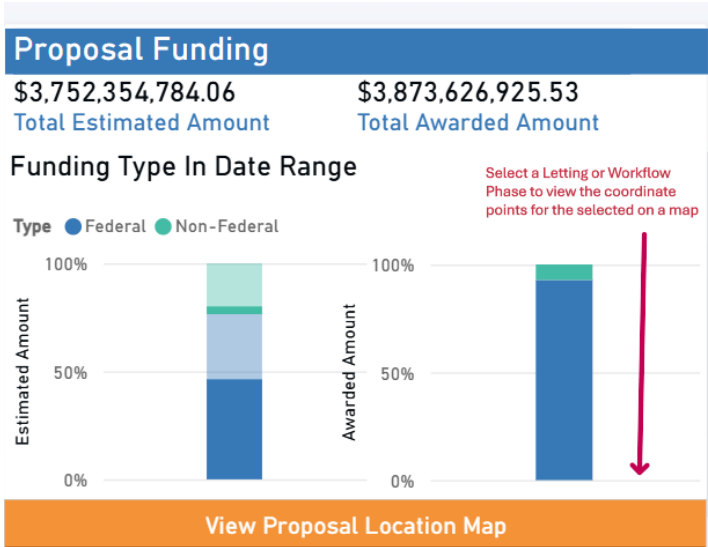 Proposal Funding
$3,752,354,784.06
Total Estimated Amount
$3,873,626,925.53
Total Awarded Amount
Funding Type In Date Range
Select a Letting or Workflow
Phase to view the coordinate
points for the selected on a map
Type Federal Non-Federal
Estimated Amount
100%
50%
0%
Awarded Amount
100%
50%
0%
View Proposal Location Map